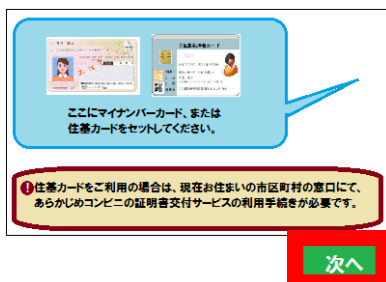 ここにマイナンバーカード、または
住基カードをセットしてください。
住基カードをご利用の場合は、現在お住まいの市区町村の窓口にて、
あらかじめコンビニの証明書交付サービスの利用手続きが必要です。
次へ